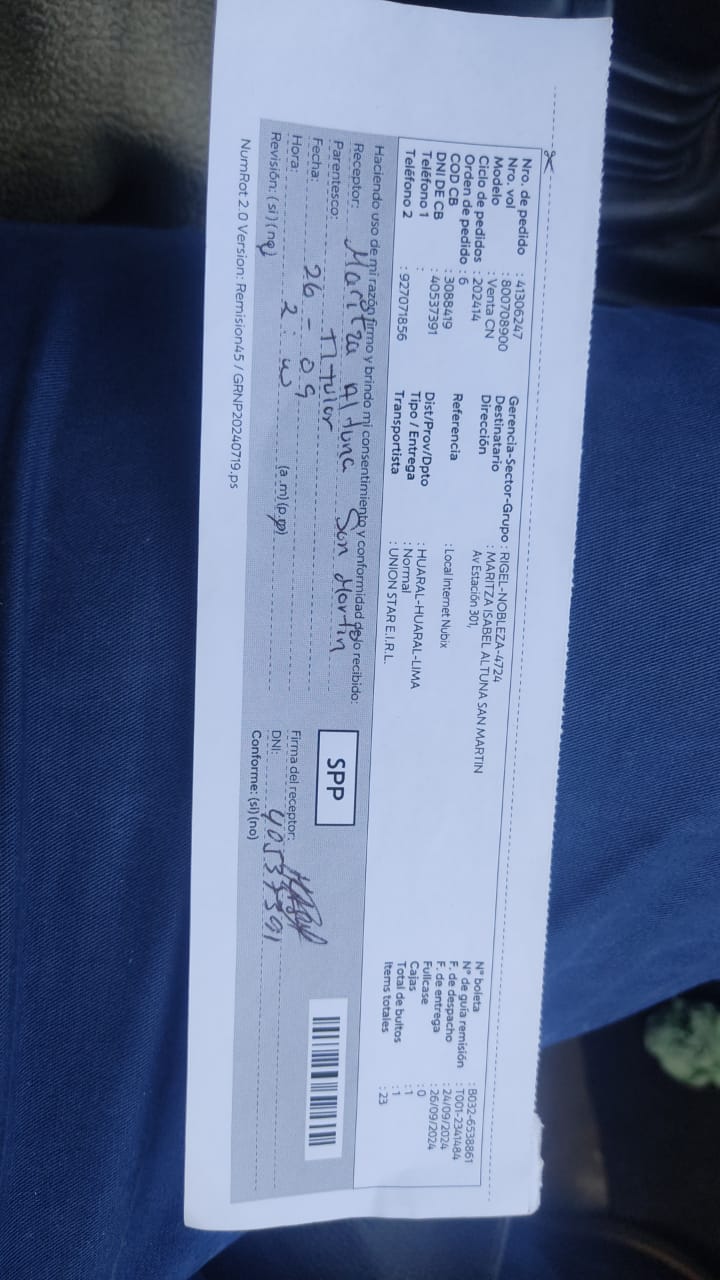 Nro. de pedido : 41306247
Nro. vol : 800708900
Modelo : Venta CN
Ciclo de pedidos : 202414
Orden de pedido : 6
COD CB : 3088419
DNI DE CB : 40537391
Teléfono 1 :
Teléfono 2 : 927071856
Gerencia-Sector-Grupo : RIGEL-NOBLEZA-4724
Destinatario : MARITZA ISABEL ALTUNA SAN MARTIN
Dirección Av Estación 301,
Referencia : Local Internet Nubix
Dist/Prov/Dpto : HUARAL-HUARAL-LIMA
Tipo / Entrega : Normal
Transportista : UNION STAR E.I.R.L.
N° boleta : B032-6538861
N° de guía remisión : T001-2341484
F. de despacho : 24/09/2024
F. de entrega : 26/09/2024
Fullcase : 0
Cajas : 1
Total de bultos : 1
Items totales : 23
Haciendo uso de mi razón firmo y brindo mi consentimiento y conformidad de lo recibido:
Receptor: Maritza Altuna San Martin
Parentesco: Titular
Fecha: 26 - 09
Hora: 2 : (a.m)(p.m)
Revisión: (si)(no)
SPP
Firma del receptor:
DNI: 40537391
Conforme: (si)(no)
NumRot 2.0 Version: Remision45 / GRNP20240719.ps